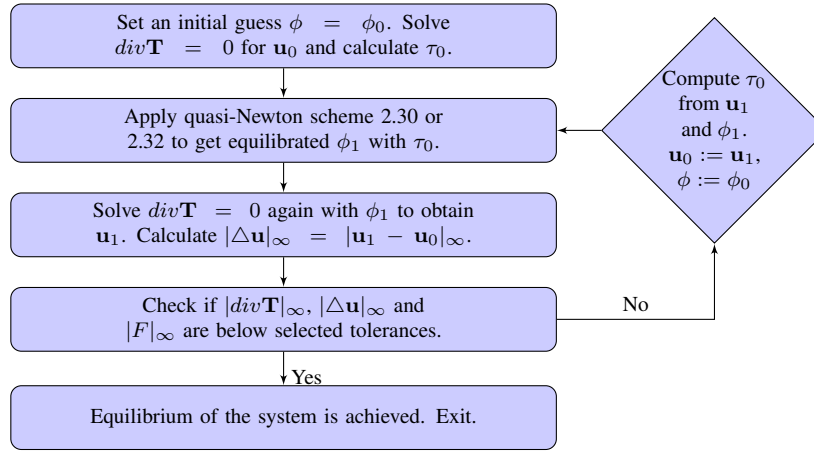 Set an initial guess ϕ = ϕ₀. Solve
div𝐓 = 0 for 𝐮₀ and calculate τ₀.
Apply quasi-Newton scheme 2.30 or
2.32 to get equilibrated ϕ₁ with τ₀.
Solve div𝐓 = 0 again with ϕ₁ to obtain
𝐮₁. Calculate |△𝐮|∞ = |𝐮₁ − 𝐮₀|∞.
Check if |div𝐓|∞, |△𝐮|∞ and
|F|∞ are below selected tolerances.
No
Compute τ₀
from 𝐮₁
and ϕ₁.
𝐮₀ := 𝐮₁,
ϕ := ϕ₀
Yes
Equilibrium of the system is achieved. Exit.